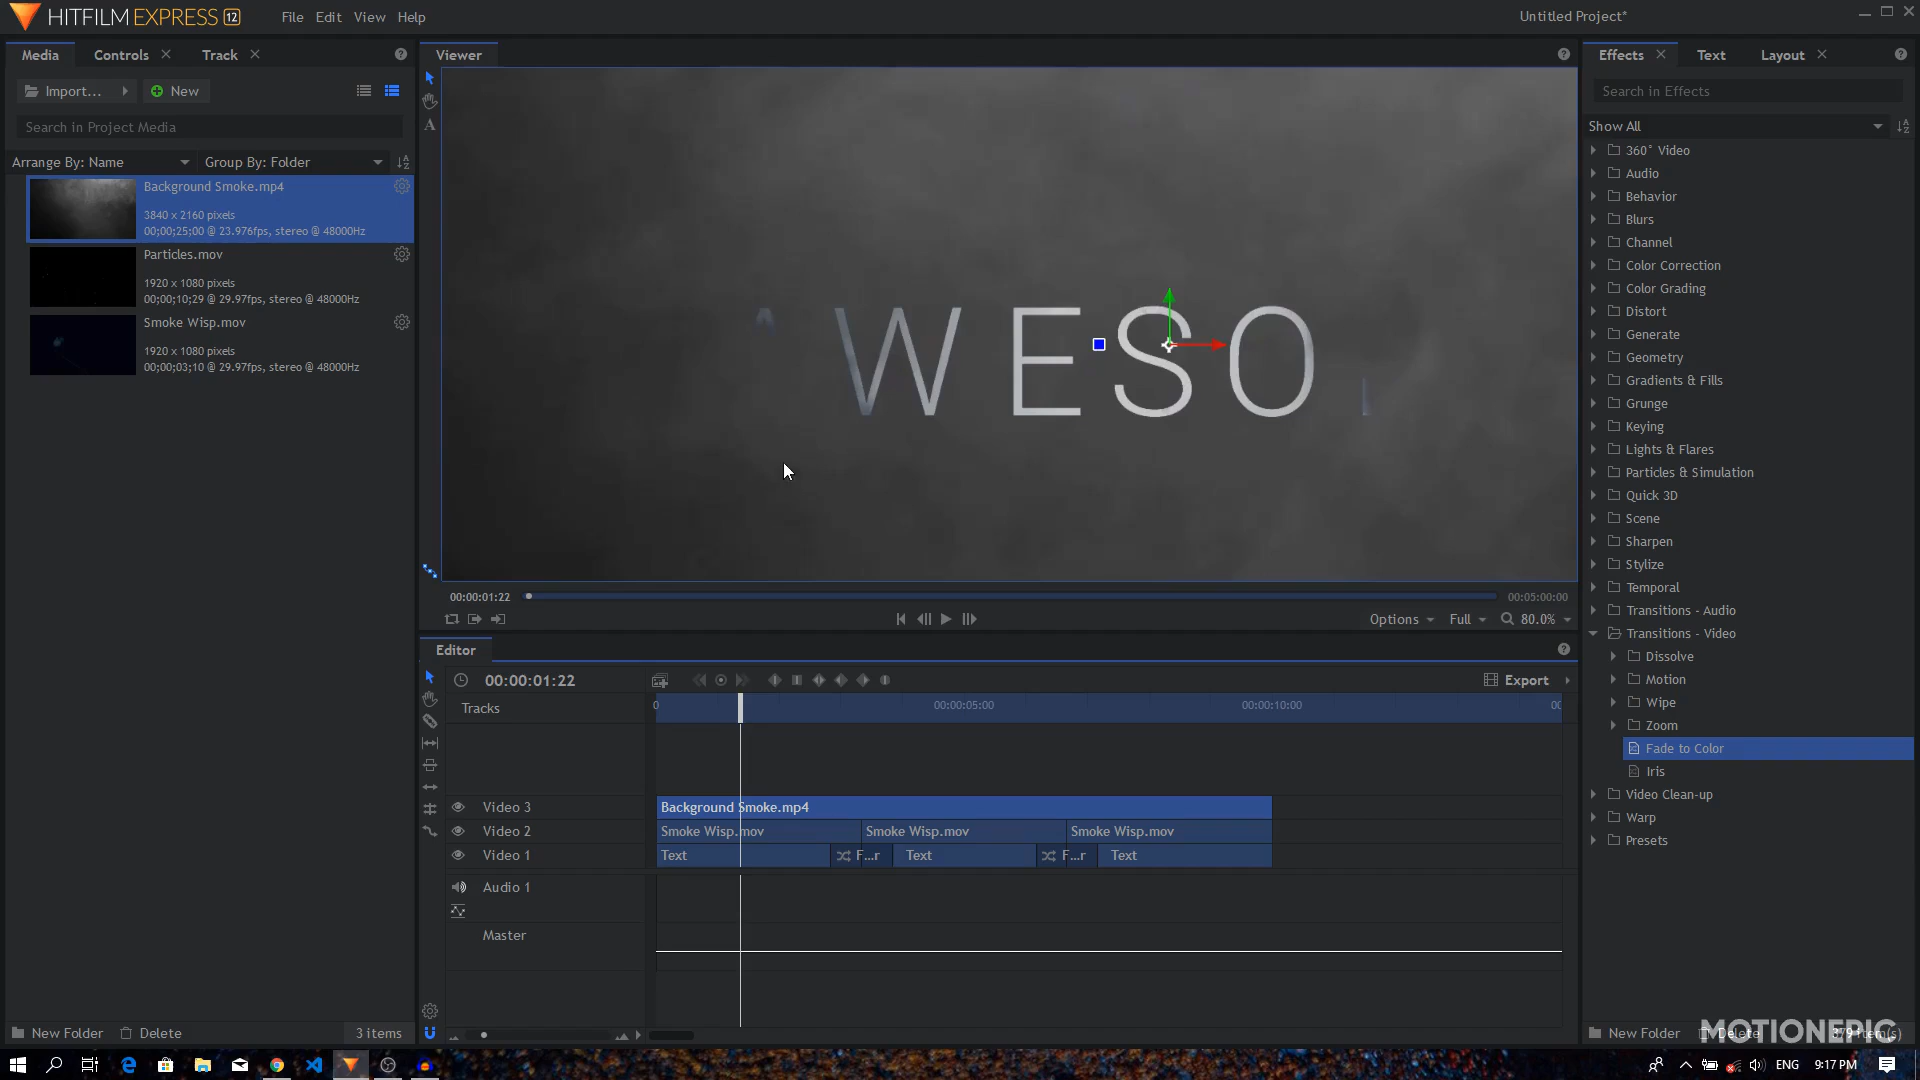 HITFILM EXPRESS 12
File Edit View Help
Untitled Project*
Media Controls Track
Import... New
Search in Project Media
Arrange By: Name Group By: Folder
Background Smoke.mp4
3840 x 2160 pixels
00;00;25;00 @ 23.976fps, stereo @ 48000Hz
Particles.mov
1920 x 1080 pixels
00;00;10;29 @ 29.97fps, stereo @ 48000Hz
Smoke Wisp.mov
1920 x 1080 pixels
00;00;03;10 @ 29.97fps, stereo @ 48000Hz
New Folder Delete 3 items
Viewer
A
A W E S O
00:00:01:22 00:05:00:00
Options Full 80.0%
Editor
00:00:01:22 Export
Tracks 0 00:00:05:00 00:00:10:00 00
Video 3 Background Smoke.mp4
Video 2 Smoke Wisp.mov Smoke Wisp.mov Smoke Wisp.mov
Video 1 Text F...r Text F...r Text
Audio 1
Master
Effects Text Layout
Search in Effects
Show All
360° Video
Audio
Behavior
Blurs
Channel
Color Correction
Color Grading
Distort
Generate
Geometry
Gradients & Fills
Grunge
Keying
Lights & Flares
Particles & Simulation
Quick 3D
Scene
Sharpen
Stylize
Temporal
Transitions - Audio
Transitions - Video
Dissolve
Motion
Wipe
Zoom
Fade to Color
Iris
Video Clean-up
Warp
Presets
New Folder Delete
MOTIONEPIC
ENG 9:17 PM